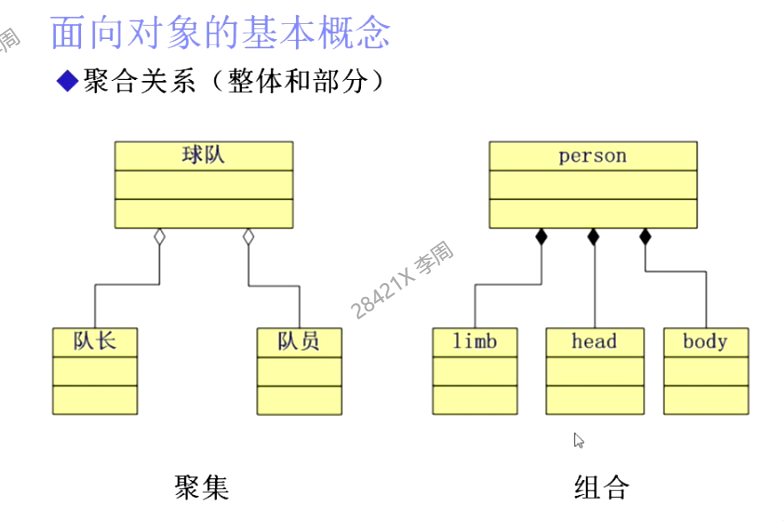 面向对象的基本概念
◆聚合关系（整体和部分）
球队
person
队长
队员
limb
head
body
聚集
组合
28421X 李周
李周